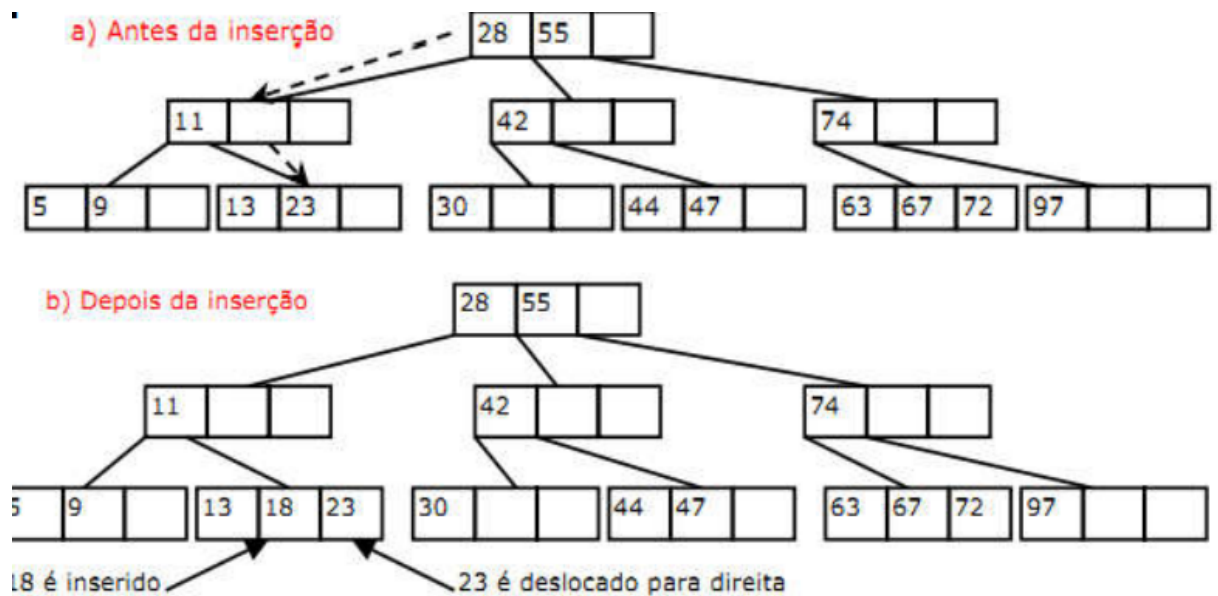 a) Antes da inserção
28 55
11 42 74
5 9 13 23 30 44 47 63 67 72 97
b) Depois da inserção
28 55
11 42 74
5 9 13 18 23 30 44 47 63 67 72 97
18 é inserido 23 é deslocado para direita